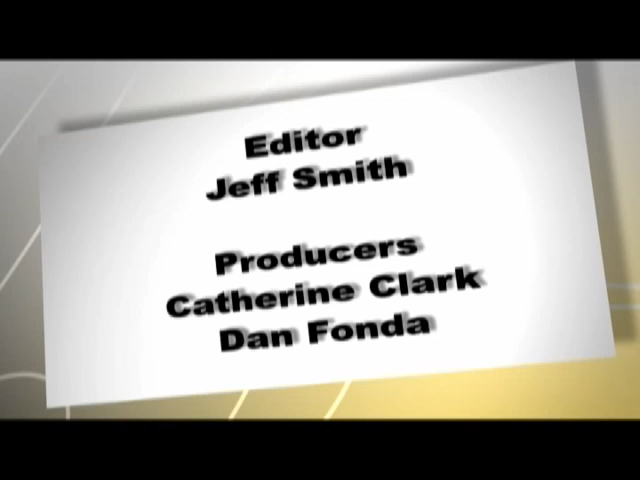 Editor
Jeff Smith
Producers
Catherine Clark
Dan Fonda